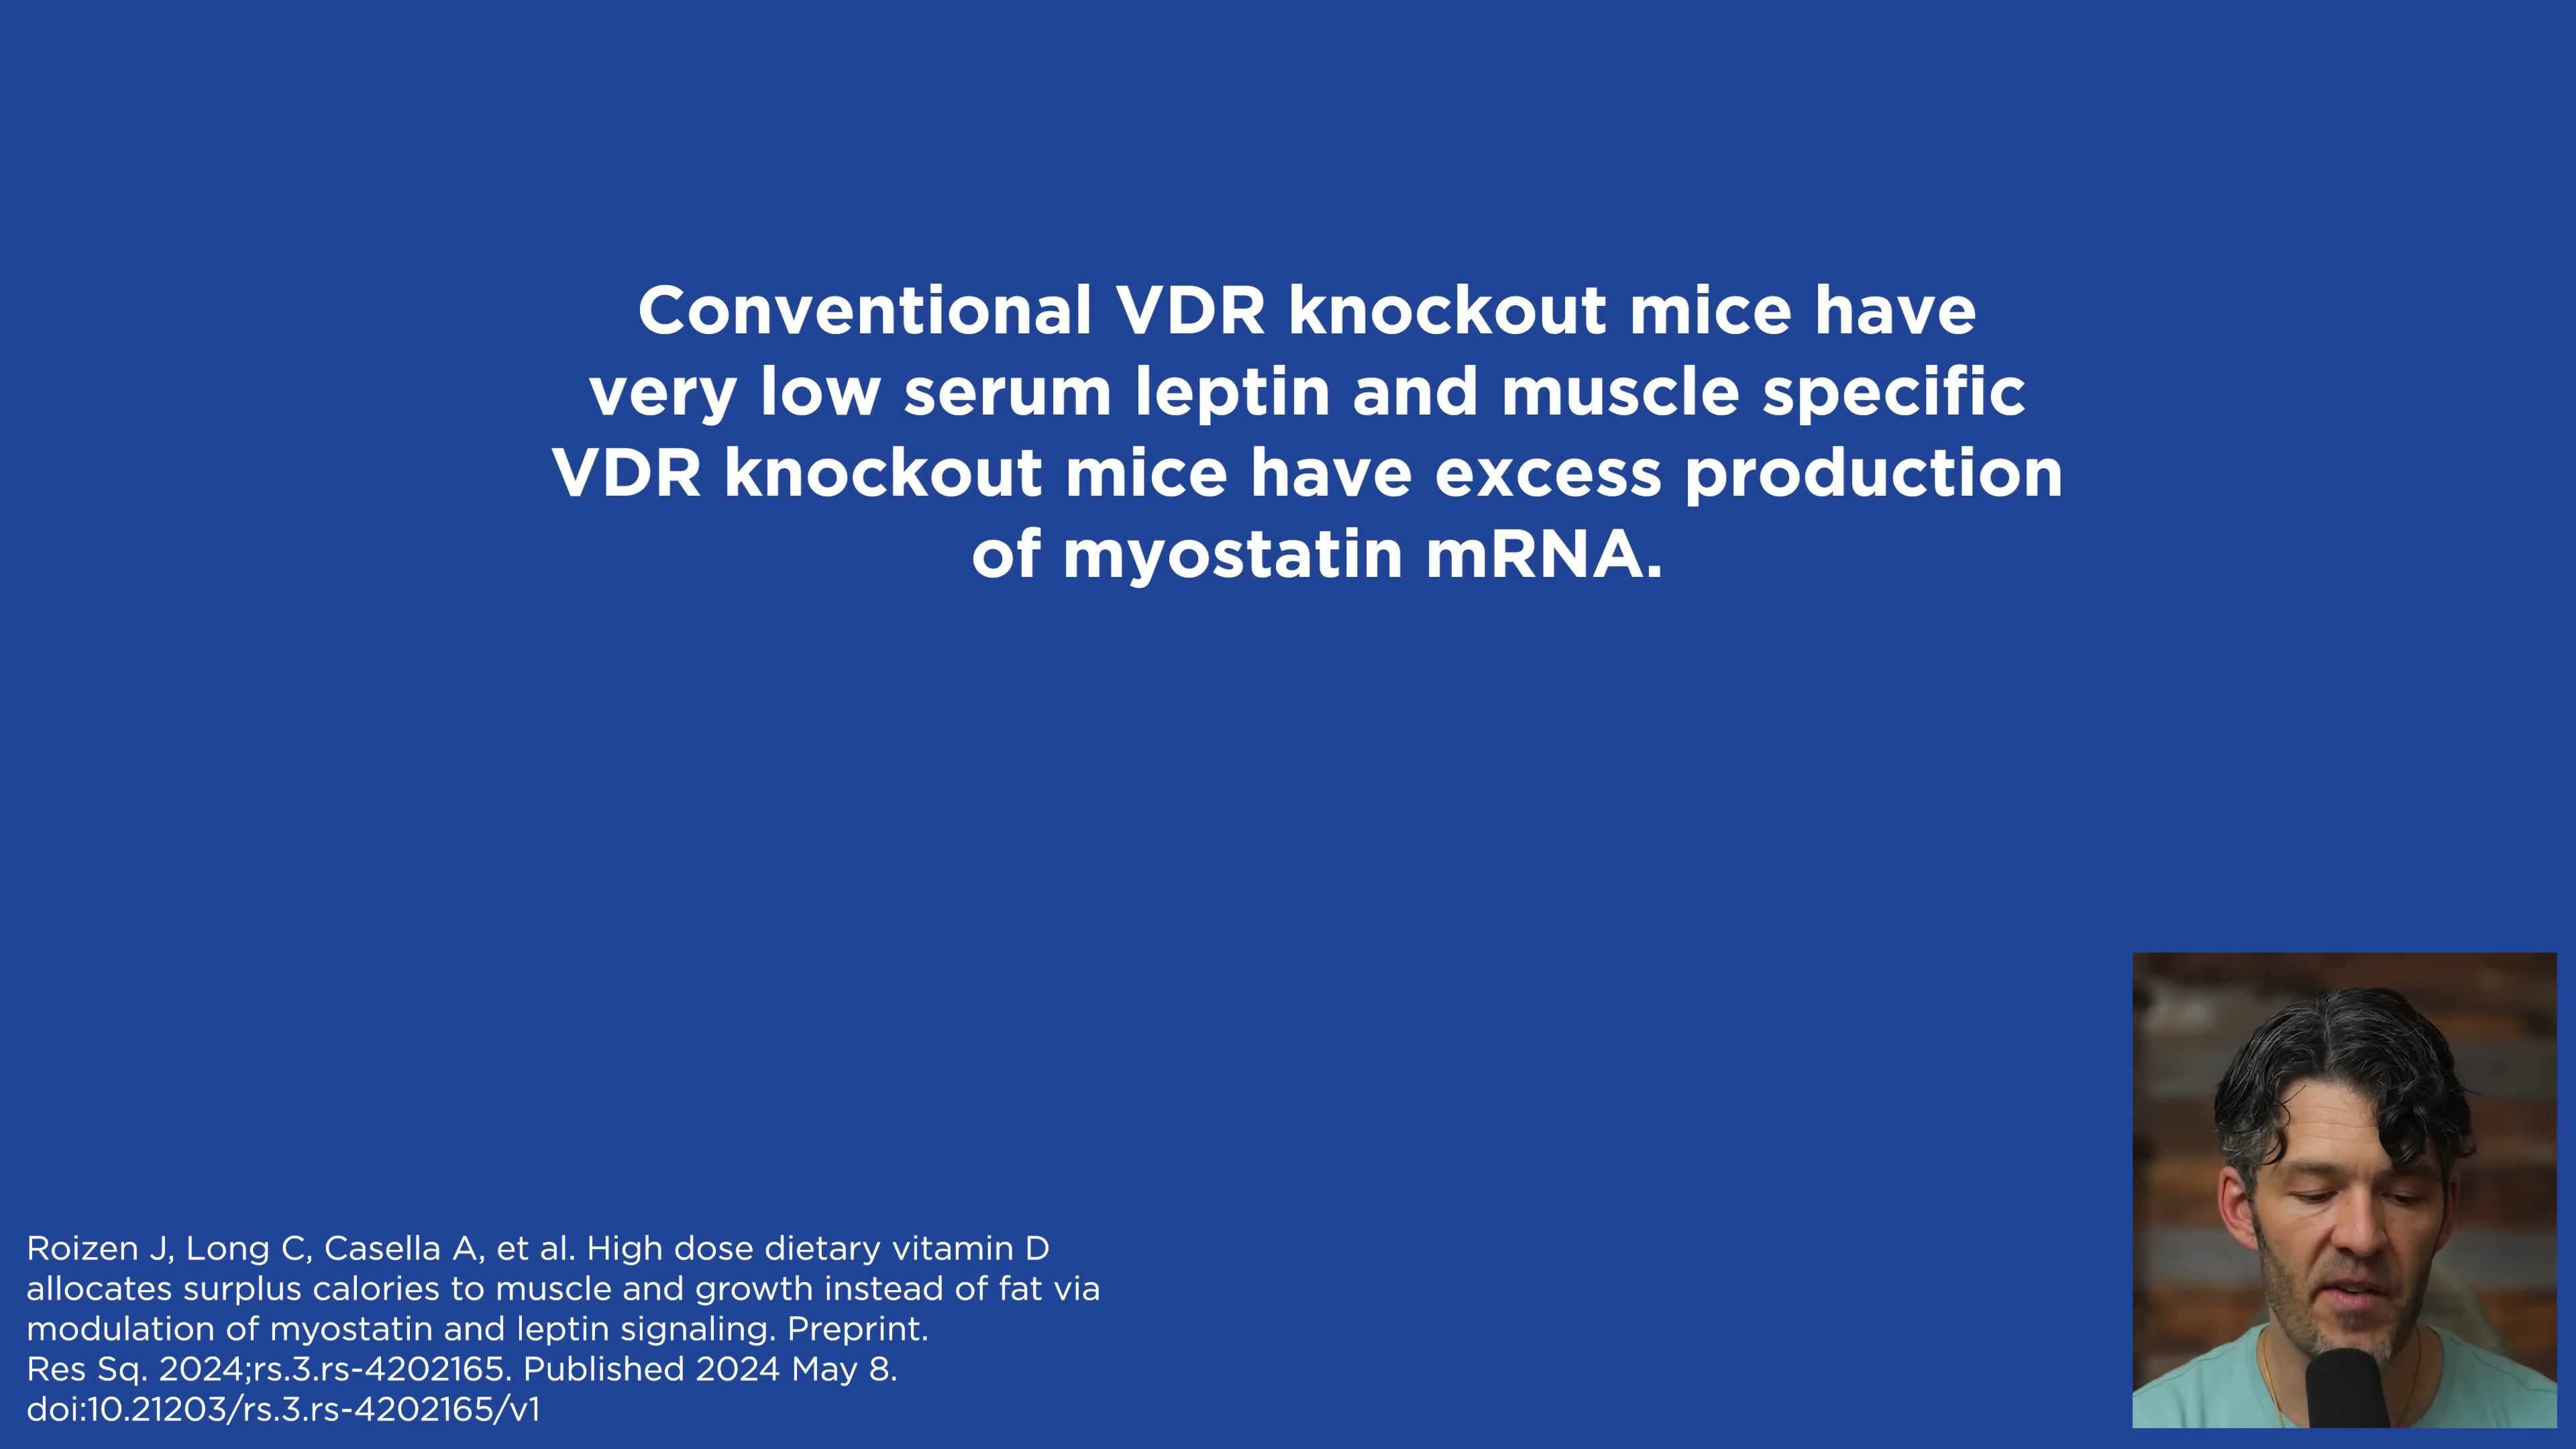 Conventional VDR knockout mice have
very low serum leptin and muscle specific
VDR knockout mice have excess production
of myostatin mRNA.
Roizen J, Long C, Casella A, et al. High dose dietary vitamin D
allocates surplus calories to muscle and growth instead of fat via
modulation of myostatin and leptin signaling. Preprint.
Res Sq. 2024;rs.3.rs-4202165. Published 2024 May 8.
doi:10.21203/rs.3.rs-4202165/v1